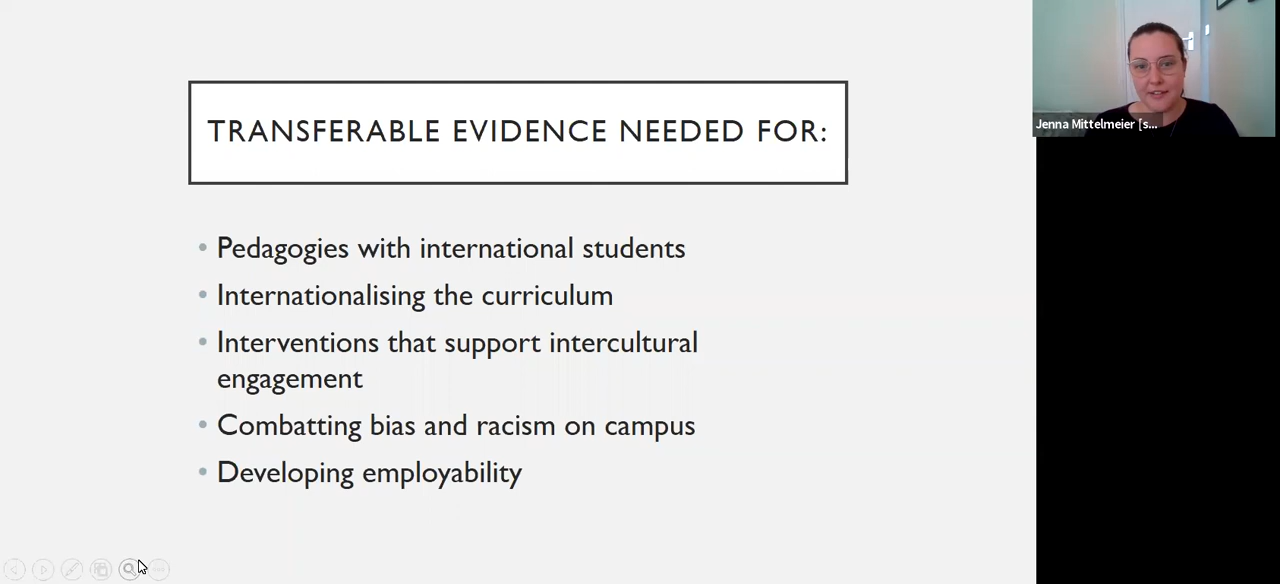 TRANSFERABLE EVIDENCE NEEDED FOR:
• Pedagogies with international students
• Internationalising the curriculum
• Interventions that support intercultural
engagement
• Combatting bias and racism on campus
• Developing employability
Jenna Mittelmeier [s...